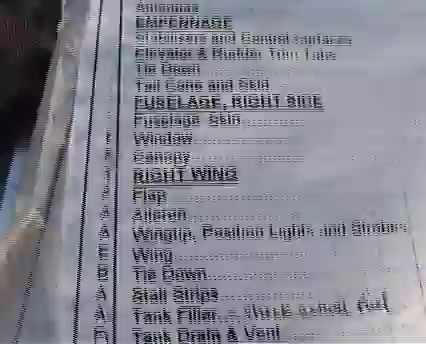 Antennas
EMPENNAGE
Stabilizers and Control Surfaces
Elevator & Rudder Trim Tabs
Tie Down
Tail Cone and Skid
FUSELAGE, RIGHT SIDE
Fuselage Skin
Window
Canopy
RIGHT WING
Flap
Aileron
Wingtip, Position Lights and Strobes
Wing
Tie Down
Stall Strips
Tank Filler
Tank Drain & Vent